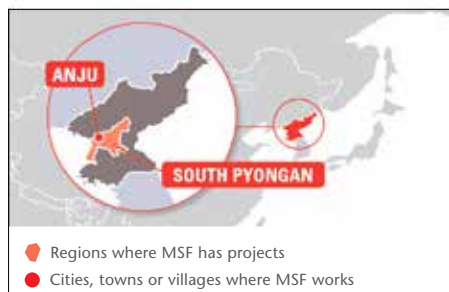 ANJU
SOUTH PYONGAN
Regions where MSF has projects
Cities, towns or villages where MSF works